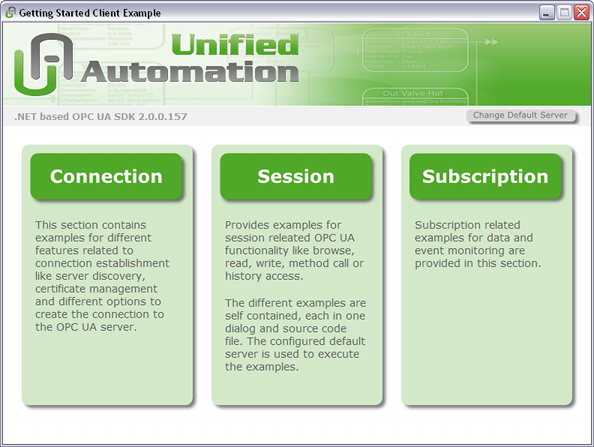 Getting Started Client Example
In Valve
Unified
Automation
Out Valve Hot
.NET based OPC UA SDK 2.0.0.157
Change Default Server
Connection
This section contains
examples for different
features related to
connection establishment
like server discovery,
certificate management
and different options to
create the connection to
the OPC UA server.
Session
Provides examples for
session releated OPC UA
functionality like browse,
read, write, method call or
history access.
The different examples are
self contained, each in one
dialog and source code
file. The configured default
server is used to execute
the examples.
Subscription
Subscription related
examples for data and
event monitoring are
provided in this section.